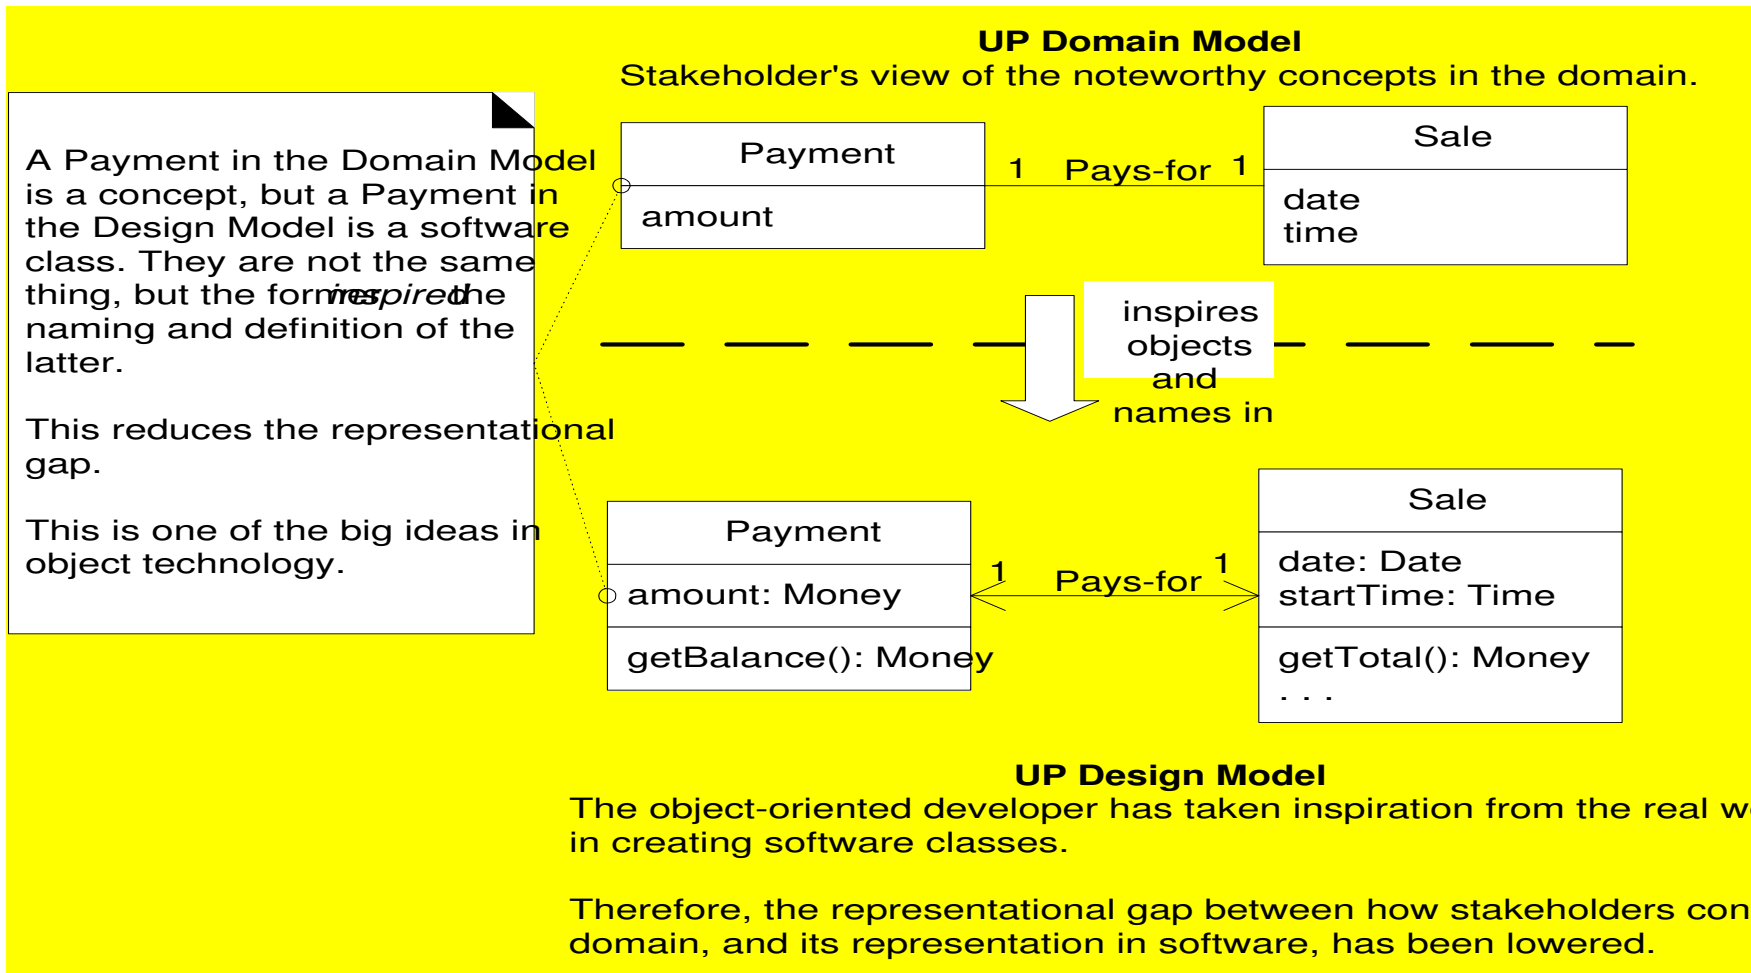 UP Domain Model
Stakeholder's view of the noteworthy concepts in the domain.
A Payment in the Domain Model
is a concept, but a Payment in
the Design Model is a software
class. They are not the same
thing, but the former inspired the
naming and definition of the
latter.
This reduces the representational
gap.
This is one of the big ideas in
object technology.
Payment
amount
1 Pays-for 1
Sale
date
time
inspires
objects
and
names in
Payment
amount: Money
getBalance(): Money
1 Pays-for 1
Sale
date: Date
startTime: Time
getTotal(): Money
. . .
UP Design Model
The object-oriented developer has taken inspiration from the real
in creating software classes.
Therefore, the representational gap between how stakeholders
domain, and its representation in software, has been lowered.